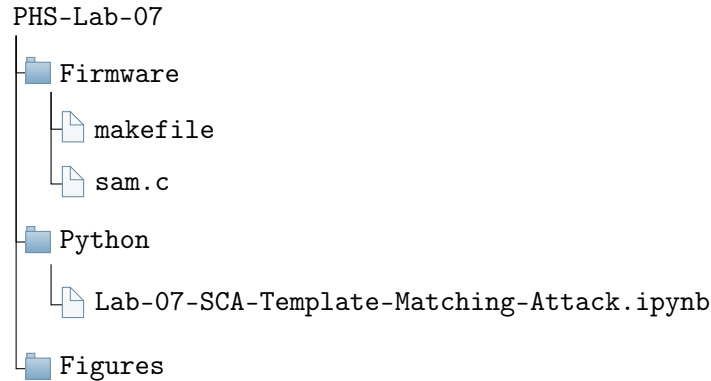 PHS-Lab-07
Firmware
makefile
sam.c
Python
Lab-07-SCA-Template-Matching-Attack.ipynb
Figures